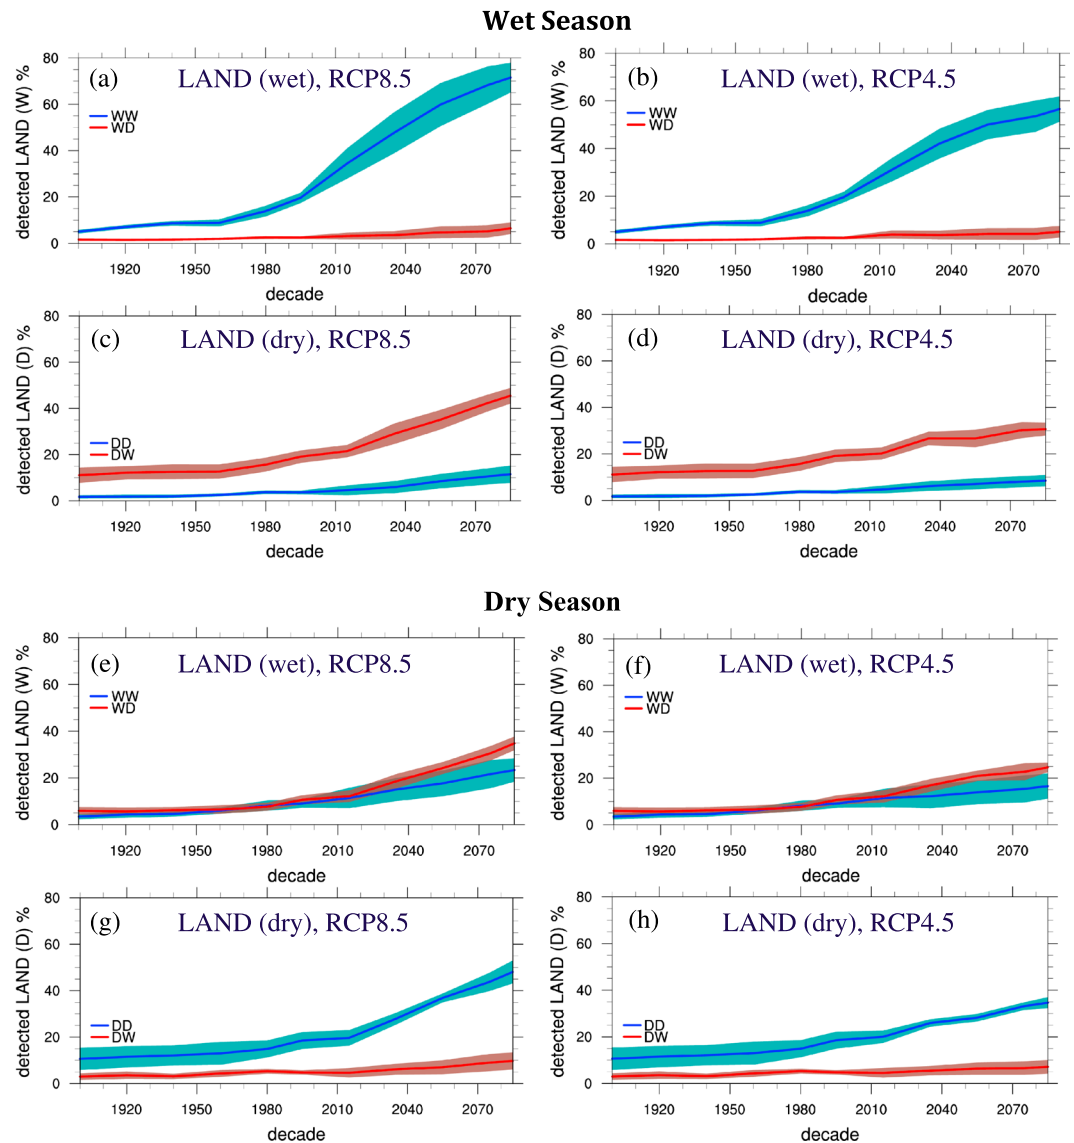 Wet Season
detected LAND (W) %
80
60
40
20
0
(a)
LAND (wet), RCP8.5
WW
WD
1920 1950 1980 2010 2040 2070
decade
detected LAND (W) %
80
60
40
20
0
(b)
LAND (wet), RCP4.5
WW
WD
1920 1950 1980 2010 2040 2070
decade
detected LAND (D) %
80
60
40
20
0
(c)
LAND (dry), RCP8.5
DD
DW
1920 1950 1980 2010 2040 2070
decade
detected LAND (D) %
80
60
40
20
0
(d)
LAND (dry), RCP4.5
DD
DW
1920 1950 1980 2010 2040 2070
decade
Dry Season
detected LAND (W) %
80
60
40
20
0
(e)
LAND (wet), RCP8.5
WW
WD
1920 1950 1980 2010 2040 2070
decade
detected LAND (W) %
80
60
40
20
0
(f)
LAND (wet), RCP4.5
WW
WD
1920 1950 1980 2010 2040 2070
decade
detected LAND (D) %
80
60
40
20
0
(g)
LAND (dry), RCP8.5
DD
DW
1920 1950 1980 2010 2040 2070
decade
detected LAND (D) %
80
60
40
20
0
(h)
LAND (dry), RCP4.5
DD
DW
1920 1950 1980 2010 2040 2070
decade